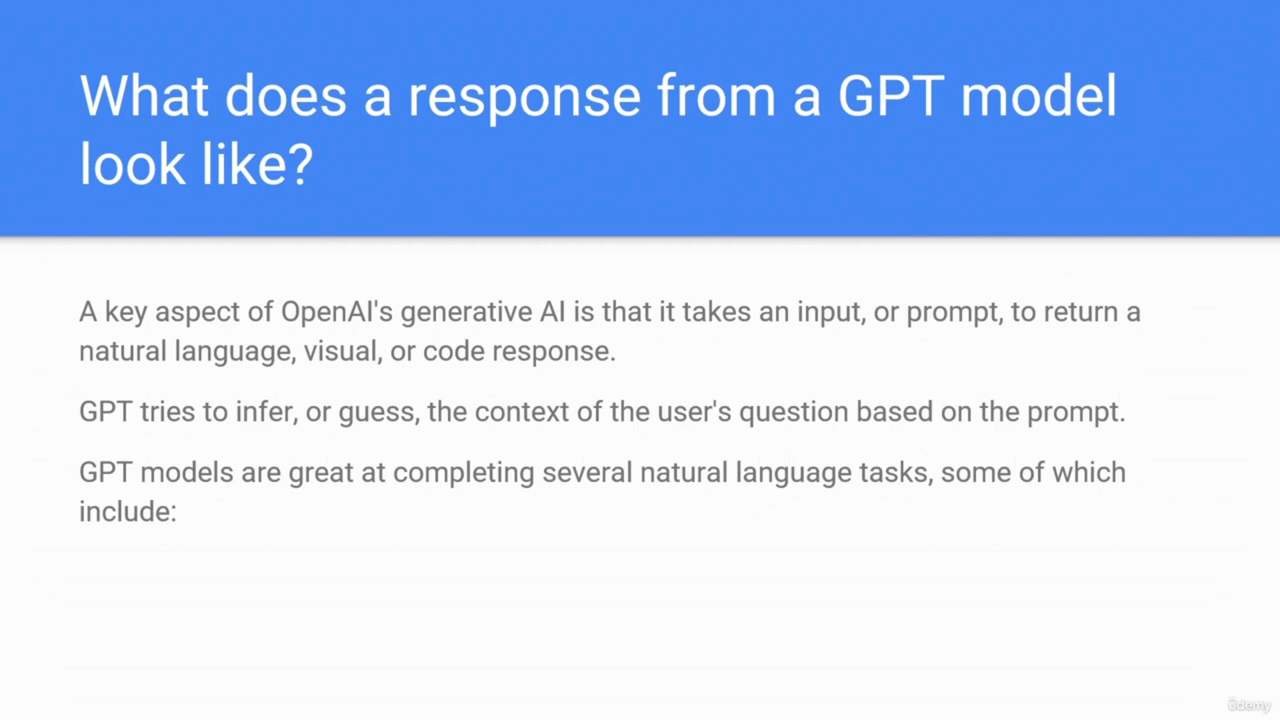 What does a response from a GPT model
look like?
A key aspect of OpenAI's generative AI is that it takes an input, or prompt, to return a
natural language, visual, or code response.
GPT tries to infer, or guess, the context of the user's question based on the prompt.
GPT models are great at completing several natural language tasks, some of which
include:
ûdemy